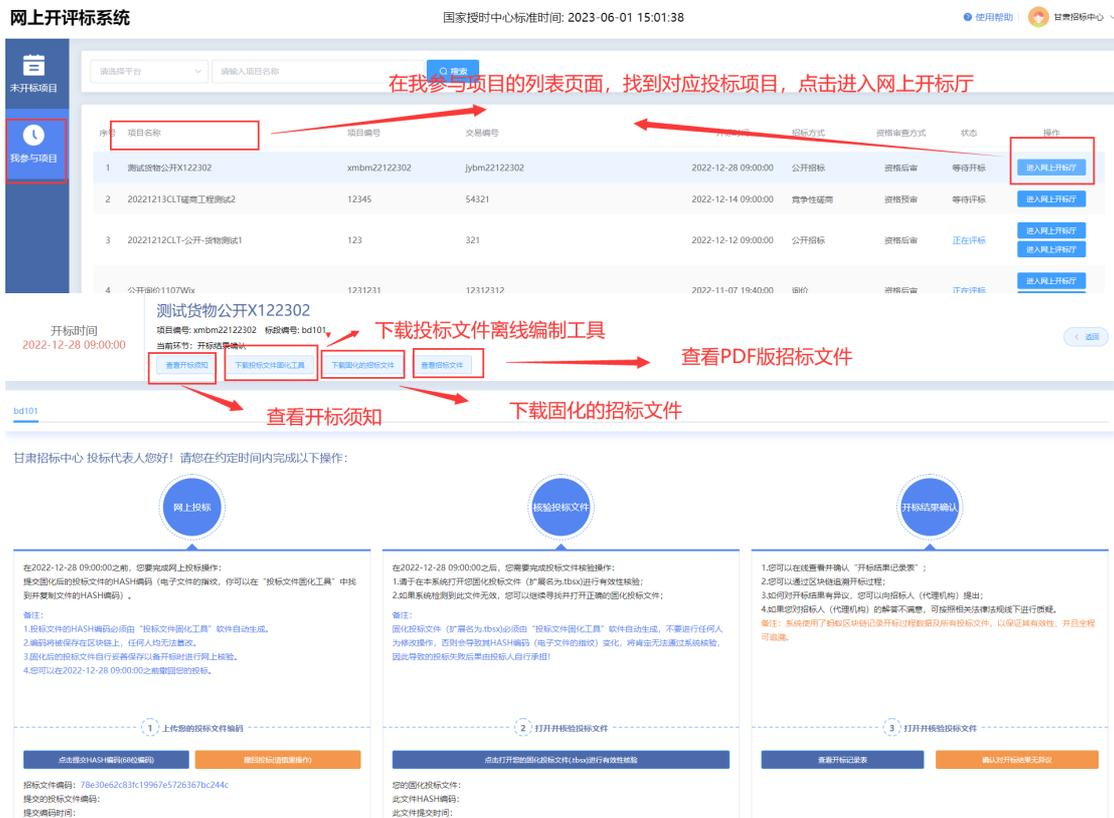 网上开评标系统
国家授时中心标准时间: 2023-06-01 15:01:38
使用帮助
甘肃招标中心
未开标项目
我参与项目
请选择平台
请输入项目名称
搜索
在我参与项目的列表页面，找到对应投标项目，点击进入网上开标厅
序号 项目名称 项目编号 交易编号 开标时间 招标方式 资格审查方式 状态 操作
1 测试货物公开X122302 xmbm22122302 jybm22122302 2022-12-28 09:00:00 公开招标 资格后审 等待开标 进入网上开标厅
2 20221213CLT磋商工程测试2 12345 54321 2022-12-14 09:00:00 竞争性磋商 资格预审 等待评标 进入网上开标厅
3 20221212CLT-公开-货物测试1 123 321 2022-12-12 09:00:00 公开招标 资格后审 正在评标 进入网上开标厅
进入网上评标厅
4 公开询价1107Wjx 1231231 12312312 2022-11-07 19:40:00 询价 资格后审 正在评标 进入网上开标厅
开标时间
2022-12-28 09:00:00
测试货物公开X122302
项目编号: xmbm22122302 标段编号: bd101
当前环节：开标结果确认
查看开标须知
下载投标文件固化工具
下载固化的招标文件
查看招标文件
返回
下载投标文件离线编制工具
查看PDF版招标文件
查看开标须知
下载固化的招标文件
bd101
甘肃招标中心 投标代表人您好！请您在约定时间内完成以下操作：
网上投标
在2022-12-28 09:00:00之前，您要完成网上投标操作：
提交固化后的投标文件的HASH编码（电子文件的指纹，你可以在“投标文件固化工具”中找
到并复制文件的HASH编码）。
备注：
1.投标文件的HASH编码必须由“投标文件固化工具”软件自动生成。
2.编码将被保存在区块链上，任何人均无法篡改。
3.固化后的投标文件自行妥善保存以备开标时进行网上核验。
4.您可以在2022-12-28 09:00:00之前撤回您的投标。
1 上传您的投标文件编码
点击提交HASH编码(68位编码)
撤回投标(请慎重操作)
招标文件编码：78e30e62c83fc19967e5726367bc244c
提交的投标文件编码：
提交编码时间：
核验投标文件
在2022-12-28 09:00:00之后，您需要完成投标文件核验操作：
1.请于在本系统打开您固化投标文件（扩展名为.tbsx)进行有效性核验；
2.如果系统检测到此文件无效，您可以继续寻找并打开正确的固化投标文件；
备注：
固化投标文件（扩展名为.tbsx)必须由“投标文件固化工具”软件自动生成，不要进行任何人
为修改操作，否则会导致其HASH编码（电子文件的指纹）变化，将肯定无法通过系统核验，
因此导致的投标失败后果由投标人自行承担！
2 打开并核验投标文件
点击打开您的固化投标文件(.tbsx)进行有效性核验
您的固化投标文件：
此文件HASH编码：
此文件提交时间：
开标结果确认
1.您可以在线查看并确认“开标结果记录表”；
2.您可以通过区块链追溯开标过程；
3.如何对开标结果有异议，您可以向招标人（代理机构）提出；
4.如果您对招标人（代理机构）的解答不满意，可按照相关法律法规线下进行质疑。
备注：系统使用了蚂蚁区块链记录开标过程数据及所有投标文件，以保证其有效性、并且全程
可追溯。
3 打开并核验投标文件
查看开标记录表
确认对开标结果无异议